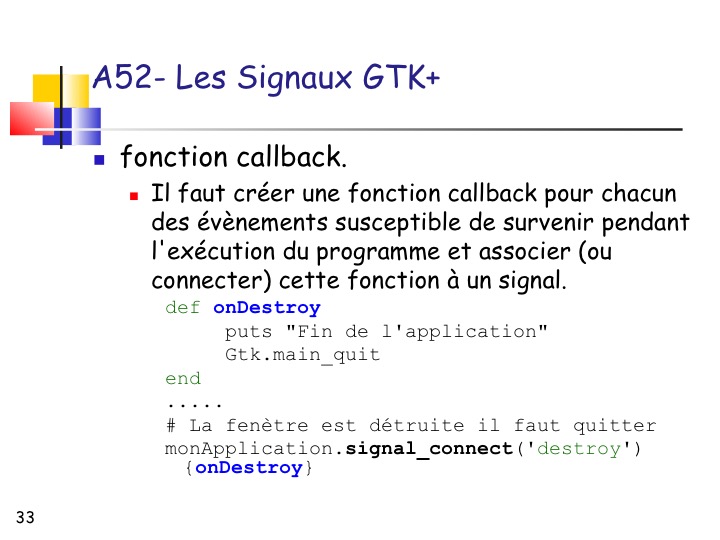 A52- Les Signaux GTK+
fonction callback.
Il faut créer une fonction callback pour chacun
des évènements susceptible de survenir pendant
l'exécution du programme et associer (ou
connecter) cette fonction à un signal.
def onDestroy
puts "Fin de l'application"
Gtk.main_quit
end
.....
# La fenètre est détruite il faut quitter
monApplication.signal_connect('destroy')
{onDestroy}
33